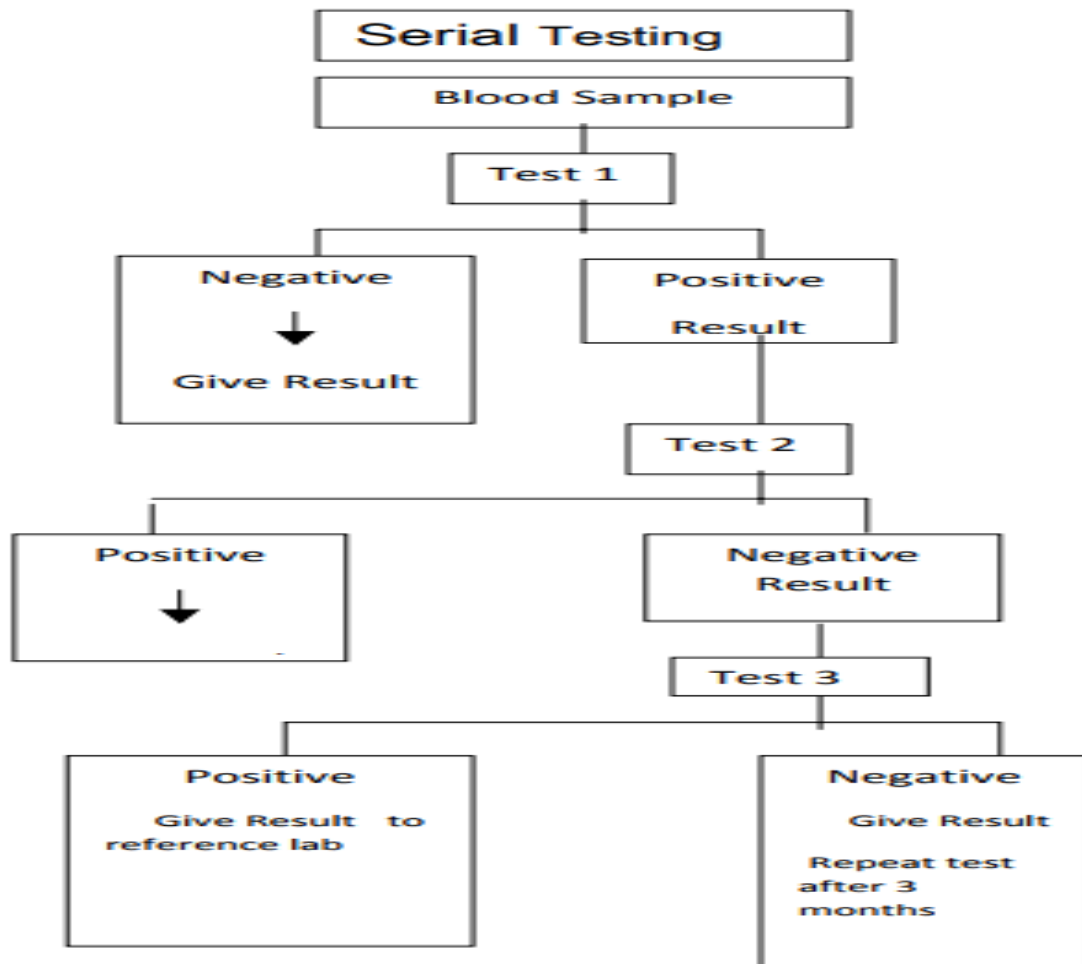 Serial Testing
Blood Sample
Test 1
Negative
Give Result
Positive
Result
Test 2
Positive
Negative
Result
Test 3
Positive
Give Result to
reference lab
Negative
Give Result
Repeat test
after 3
months